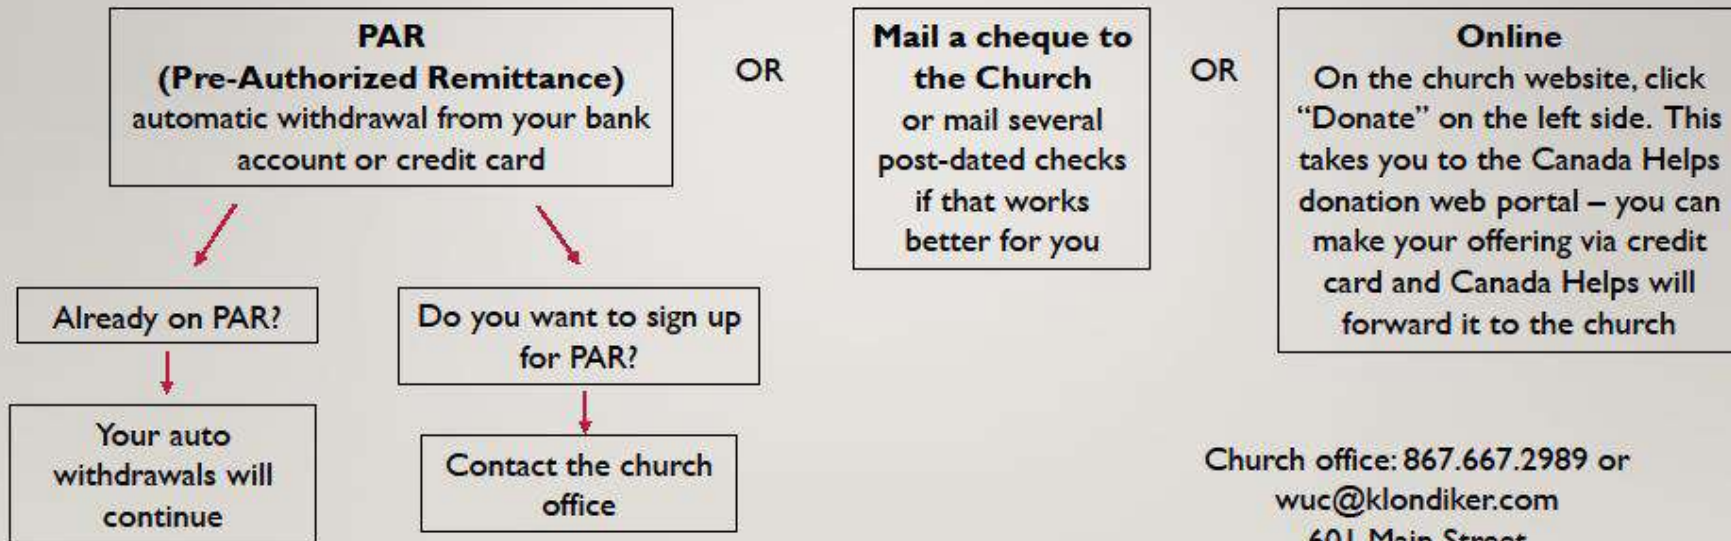 PAR
(Pre-Authorized Remittance)
automatic withdrawal from your bank
account or credit card
OR
Mail a cheque to
the Church
or mail several
post-dated checks
if that works
better for you
OR
Online
On the church website, click
“Donate” on the left side. This
takes you to the Canada Helps
donation web portal – you can
make your offering via credit
card and Canada Helps will
forward it to the church
Already on PAR?
Your auto
withdrawals will
continue
Do you want to sign up
for PAR?
Contact the church
office
Church office: 867.667.2989 or
wuc@klondiker.com
601 Main Street